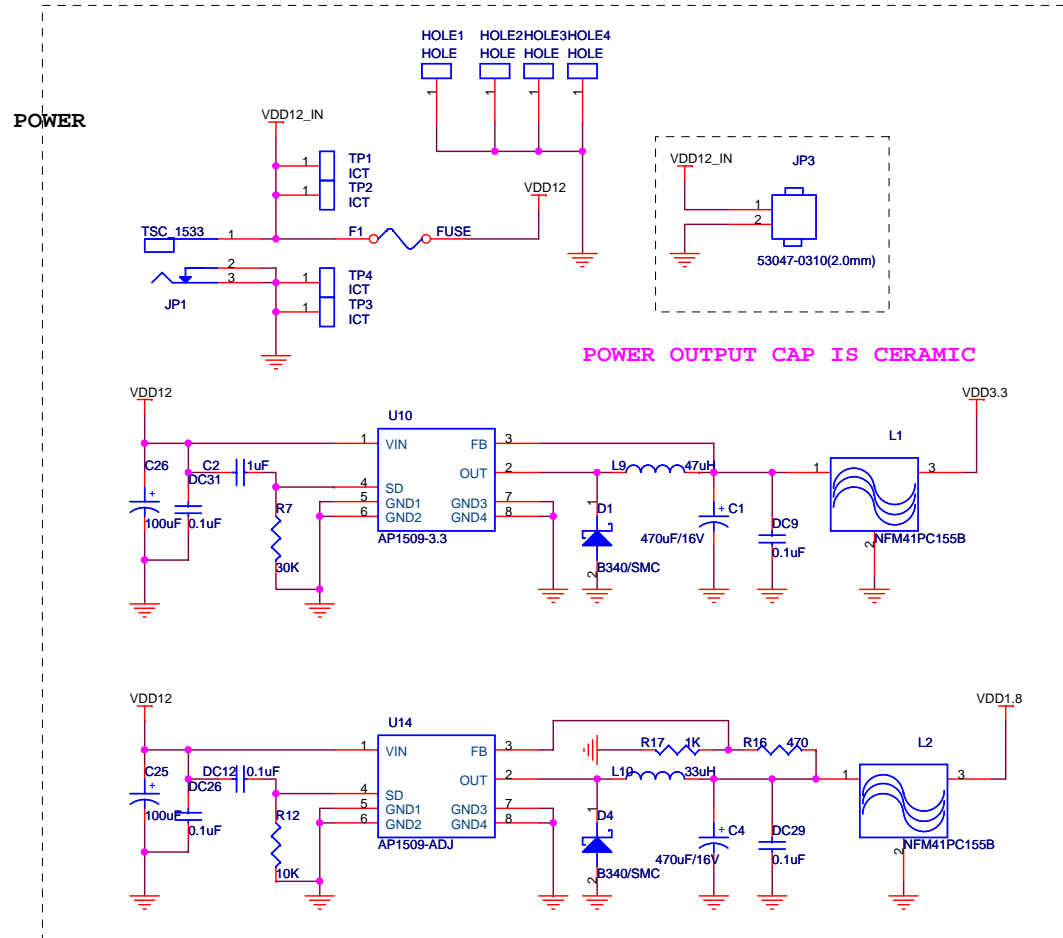 HOLE1 HOLE2 HOLE3 HOLE4
HOLE HOLE HOLE HOLE
1 1 1 1
POWER
VDD12_IN
1 TP1
ICT
1 TP2
ICT
VDD12
TSC_1533 1 F1 FUSE
2
3
JP1
1 TP4
ICT
1 TP3
ICT
VDD12_IN JP3
1
2
53047-0310(2.0mm)
POWER OUTPUT CAP IS CERAMIC
VDD12 VDD3.3
U10
L1
1 VIN FB 3
C26 C2 1uF OUT 2 L9 47uH 1 3
DC31
4 SD
5 GND1 GND3 7
6 GND2 GND4 8
+
100uF 0.1uF R7 AP1509-3.3
1 D1 + C1 DC9
470uF/16V 2 NFM41PC155B
0.1uF
30K 2 B340/SMC
VDD12 VDD1.8
U14
L2
1 VIN FB 3 R17 1K R16 470
C25 DC12 0.1uF OUT 2 L10 33uH 1 3
DC26
4 SD
5 GND1 GND3 7
6 GND2 GND4 8
+
100uF 0.1uF R12 AP1509-ADJ
1 D4 + C4 DC29
470uF/16V 2 NFM41PC155B
0.1uF
10K 2 B340/SMC